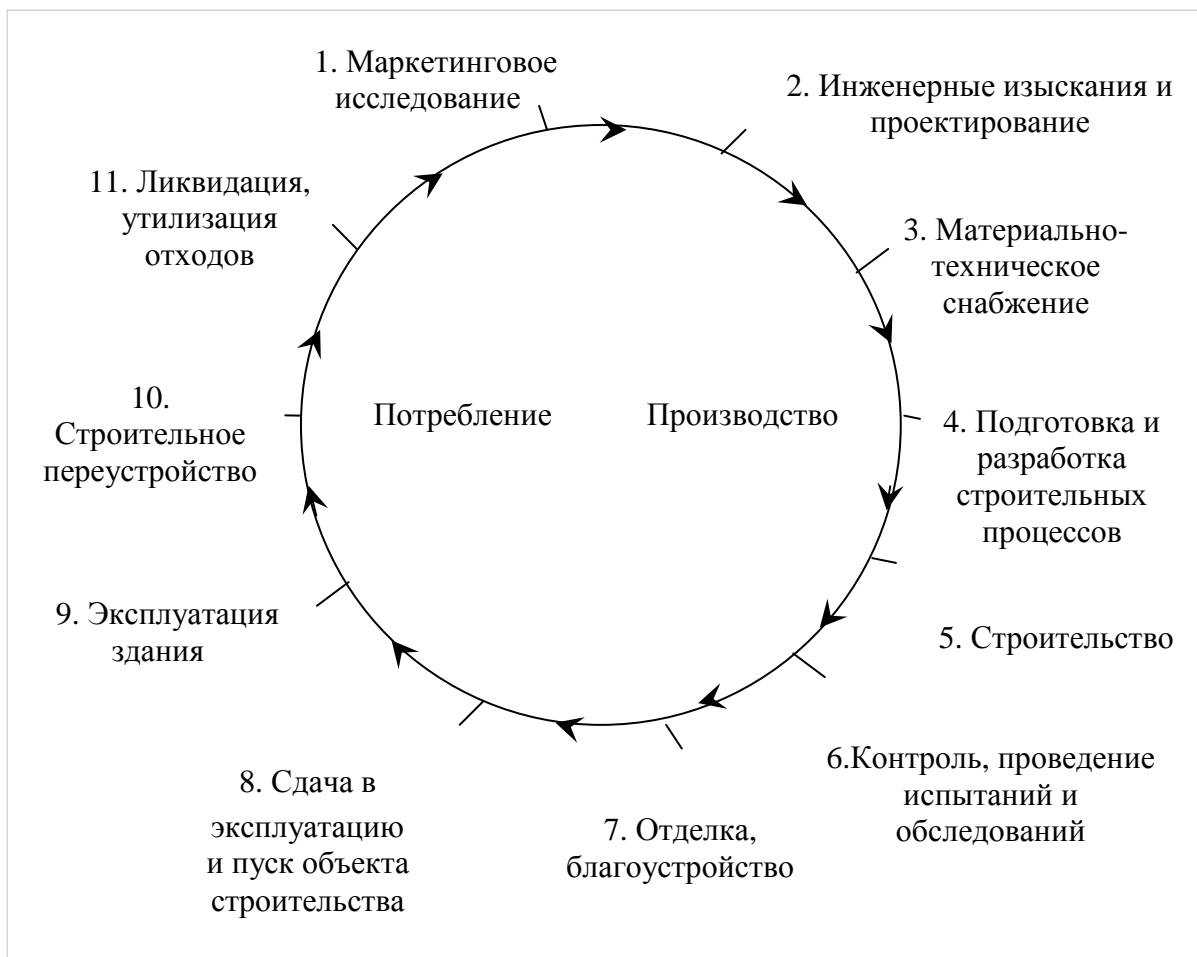 1. Маркетинговое
исследование
2. Инженерные изыскания и
проектирование
3. Материально-
техническое
снабжение
4. Подготовка и
разработка
строительных
процессов
5. Строительство
6.Контроль, проведение
испытаний и
обследований
7. Отделка,
благоустройство
8. Сдача в
эксплуатацию
и пуск объекта
строительства
9. Эксплуатация
здания
10.
Строительное
переустройство
11. Ликвидация,
утилизация
отходов
Потребление
Производство